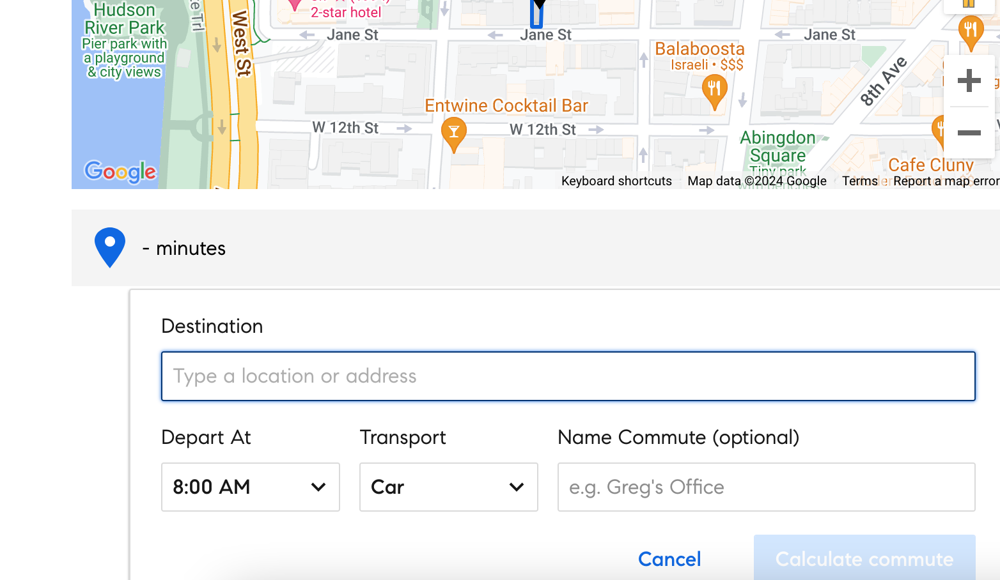 Hudson
River Park
Pier park with
a playground
& city views
West St
2-star hotel
Jane St
Jane St
Jane St
Balaboosta
Israeli • $$$
8th Ave
Entwine Cocktail Bar
W 12th St
W 12th St
Abingdon
Square
Tiny park
with benches
Cafe Cluny
Google
Keyboard shortcuts
Map data ©2024 Google
Terms
Report a map error
- minutes
Destination
Type a location or address
Depart At
Transport
Name Commute (optional)
8:00 AM
Car
e.g. Greg's Office
Cancel
Calculate commute